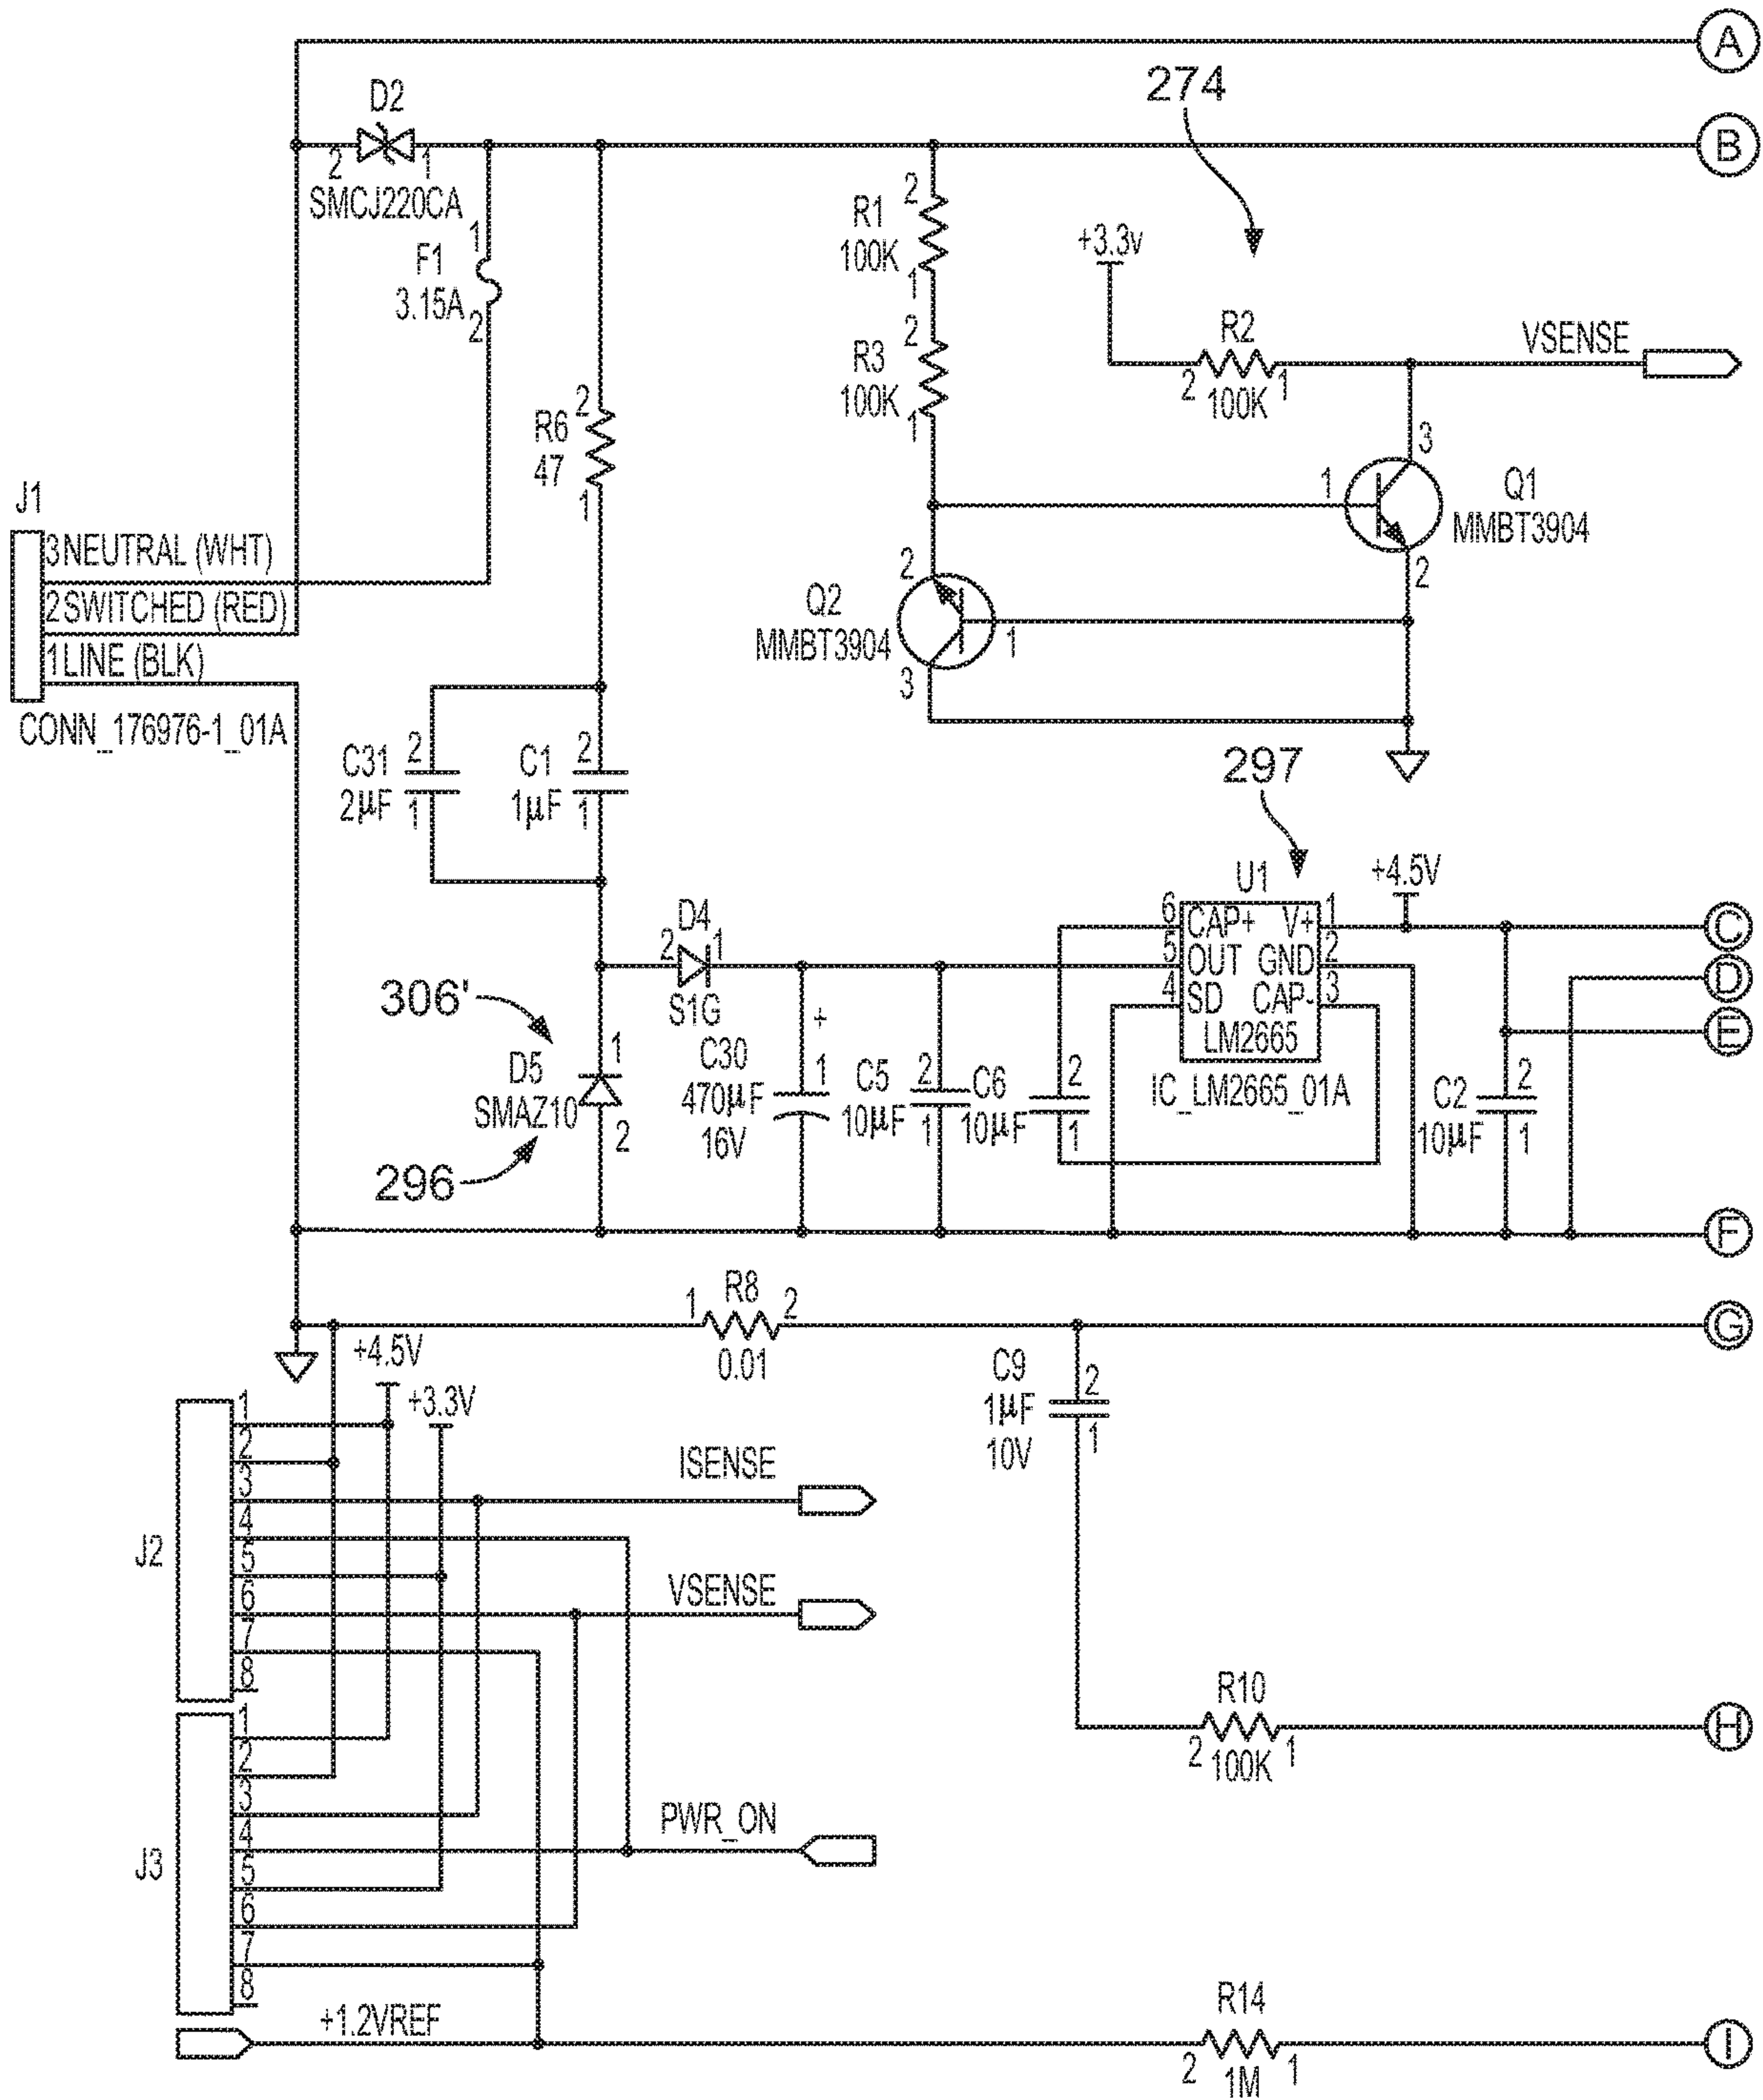 A
274
D2
B
2
1
SMCJ220CA
R1
100K
2
1
+3.3v
1
F1
3.15A
2
R3
100K
2
1
R2
2
100K
1
VSENSE
R6
47
2
1
3
1
Q1
MMBT3904
2
J1
3 NEUTRAL (WHT)
2 SWITCHED (RED)
1 LINE (BLK)
CONN_176976-1_01A
2
Q2
MMBT3904
1
3
C31
2µF
2
1
C1
1µF
2
1
297
+4.5V
U1
6 CAP+ V+ 1
5 OUT GND 2
4 SD CAP- 3
LM2665
IC_LM2665_01A
C
D
E
D4
2
1
S1G
306'
1
D5
SMAZ10
2
296
+
C30
470µF
16V
1
C5
10µF
2
1
C6
10µF
2
1
C2
10µF
2
1
F
R8
1
2
0.01
G
+4.5V
+3.3V
C9
1µF
10V
2
1
J2
1
2
3
4
5
6
7
8
ISENSE
VSENSE
R10
2
100K
1
H
J3
1
2
3
4
5
6
7
8
PWR_ON
+1.2VREF
R14
2
1M
1
I